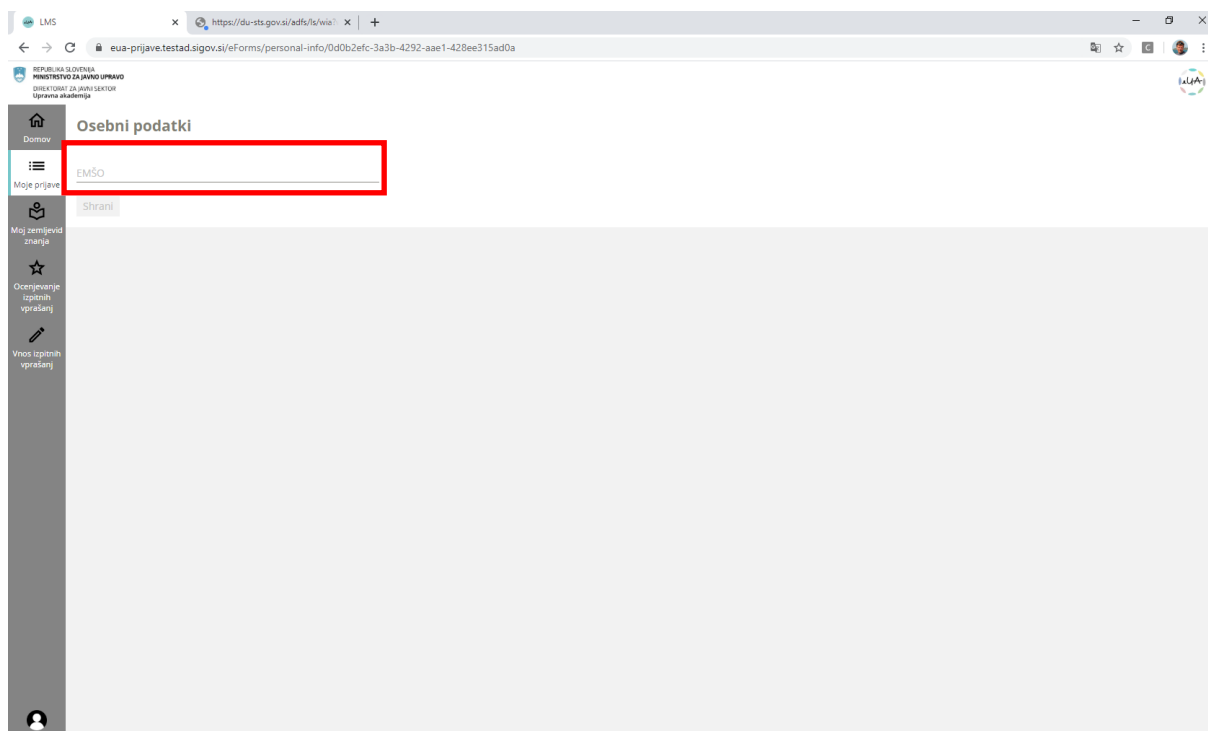 LMS
https://du-sts.gov.si/adfs/ls/wia?
eua-prijave.testad.sigov.si/eForms/personal-info/0d0b2efc-3a3b-4292-aae1-428ee315ad0a
REPUBLIKA SLOVENIJA
MINISTRSTVO ZA JAVNO UPRAVO
DIREKTORAT ZA JAVNI SEKTOR
Upravna akademija
Domov
Moje prijave
Moj zemljevid
znanja
Ocenjevanje
izpitnih
vprašanj
Vnos izpitnih
vprašanj
Osebni podatki
EMŠO
Shrani